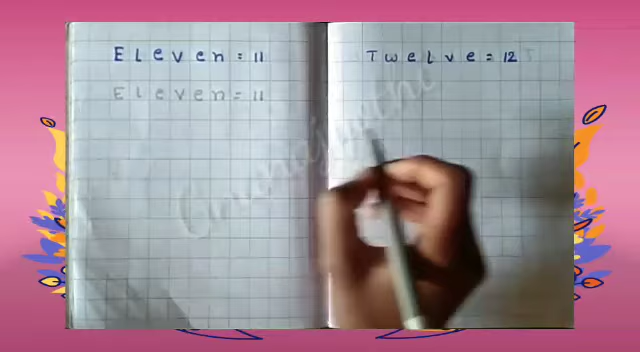 Eleven = 11
Eleven = 11
Twelve = 12